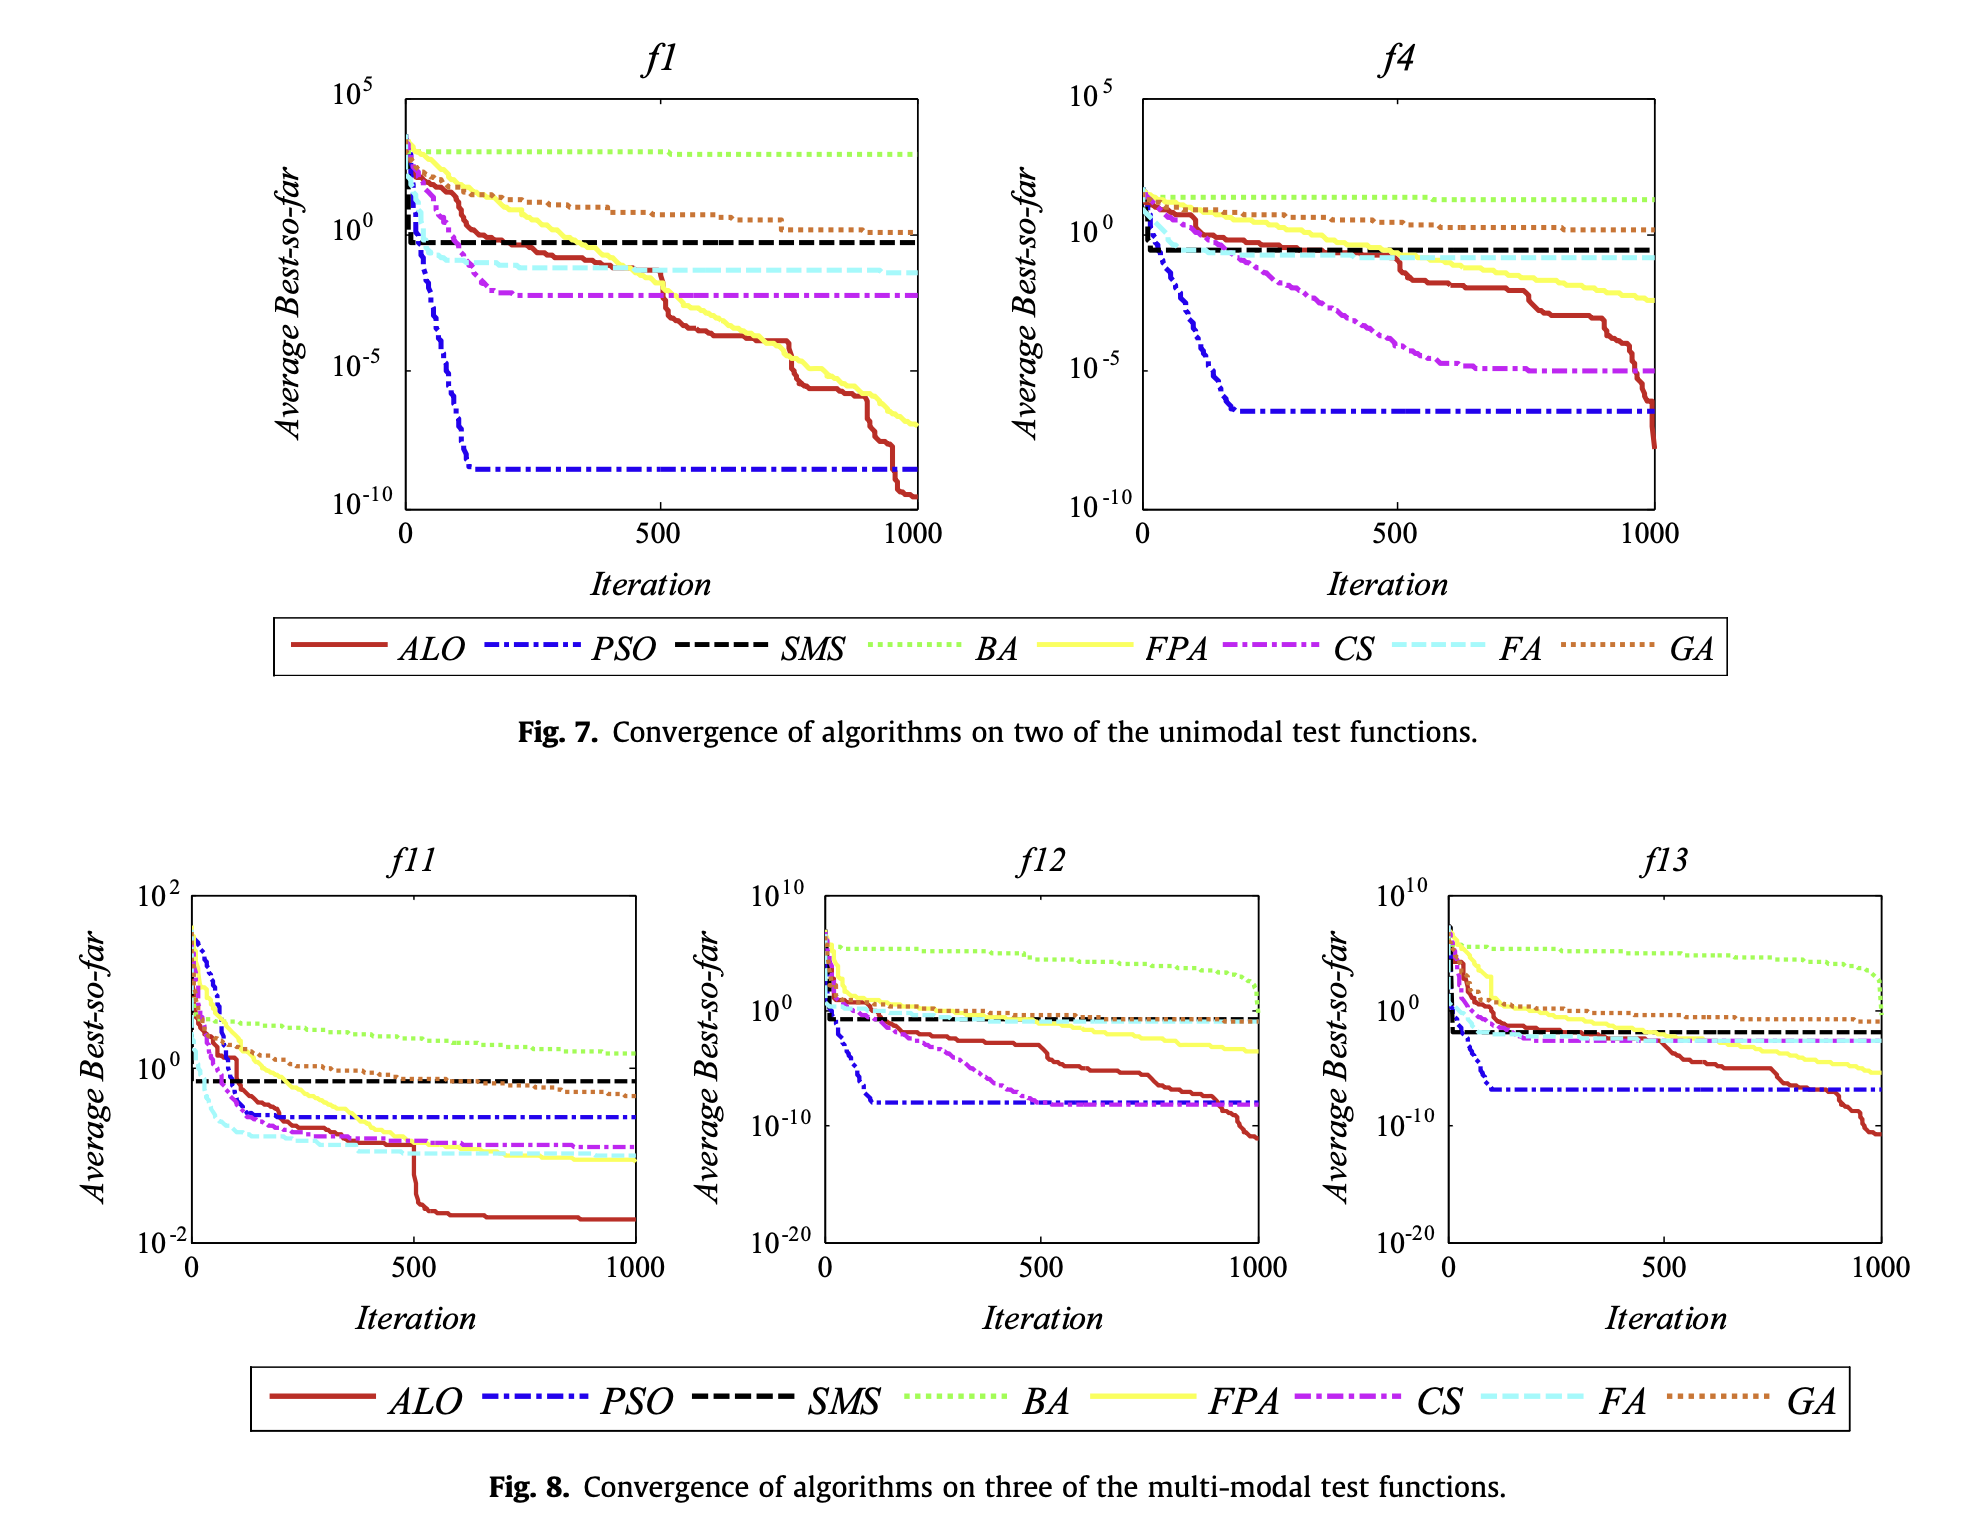 f1
f4
10^5
10^0
10^-5
10^-10
0 500 1000
Average Best-so-far
Iteration
10^5
10^0
10^-5
10^-10
0 500 1000
Average Best-so-far
Iteration
ALO PSO SMS BA FPA CS FA GA
Fig. 7. Convergence of algorithms on two of the unimodal test functions.
f11
f12
f13
10^2
10^0
10^-2
0 500 1000
Average Best-so-far
Iteration
10^10
10^0
10^-10
10^-20
0 500 1000
Average Best-so-far
Iteration
10^10
10^0
10^-10
10^-20
0 500 1000
Average Best-so-far
Iteration
ALO PSO SMS BA FPA CS FA GA
Fig. 8. Convergence of algorithms on three of the multi-modal test functions.